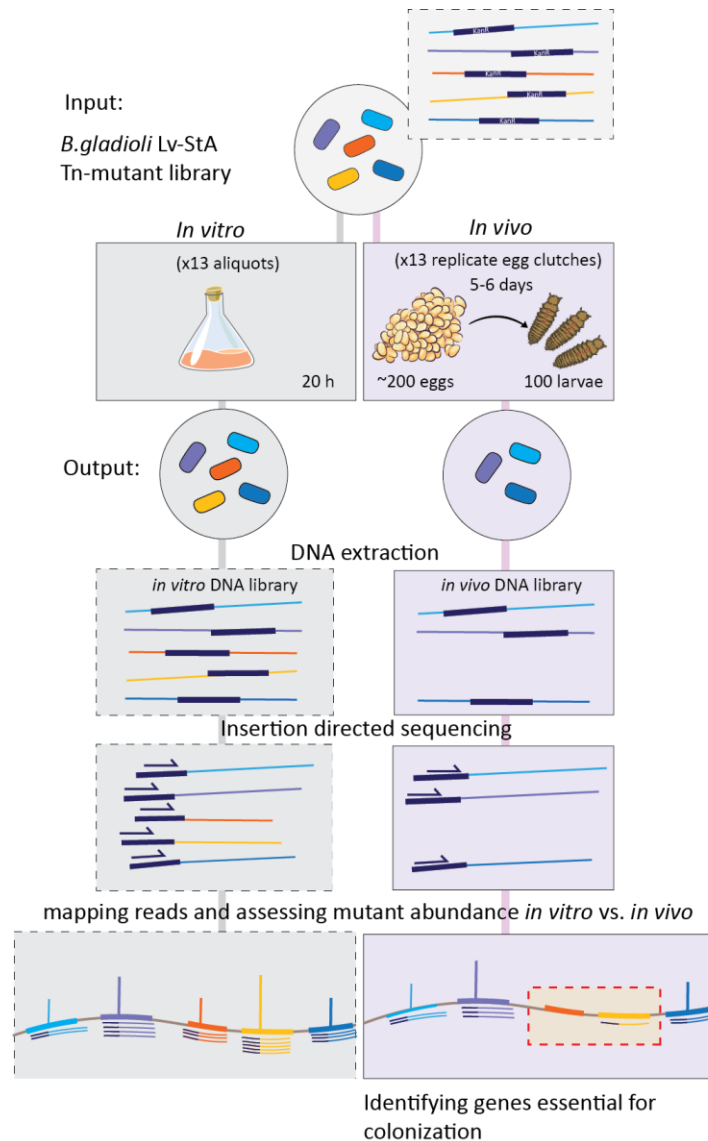 KanR
KanR
KanR
KanR
KanR
Input:
B.gladioli Lv-StA
Tn-mutant library
In vitro
In vivo
(x13 aliquots)
20 h
(x13 replicate egg clutches)
5-6 days
~200 eggs
100 larvae
Output:
DNA extraction
in vitro DNA library
in vivo DNA library
Insertion directed sequencing
mapping reads and assessing mutant abundance in vitro vs. in vivo
Identifying genes essential for
colonization